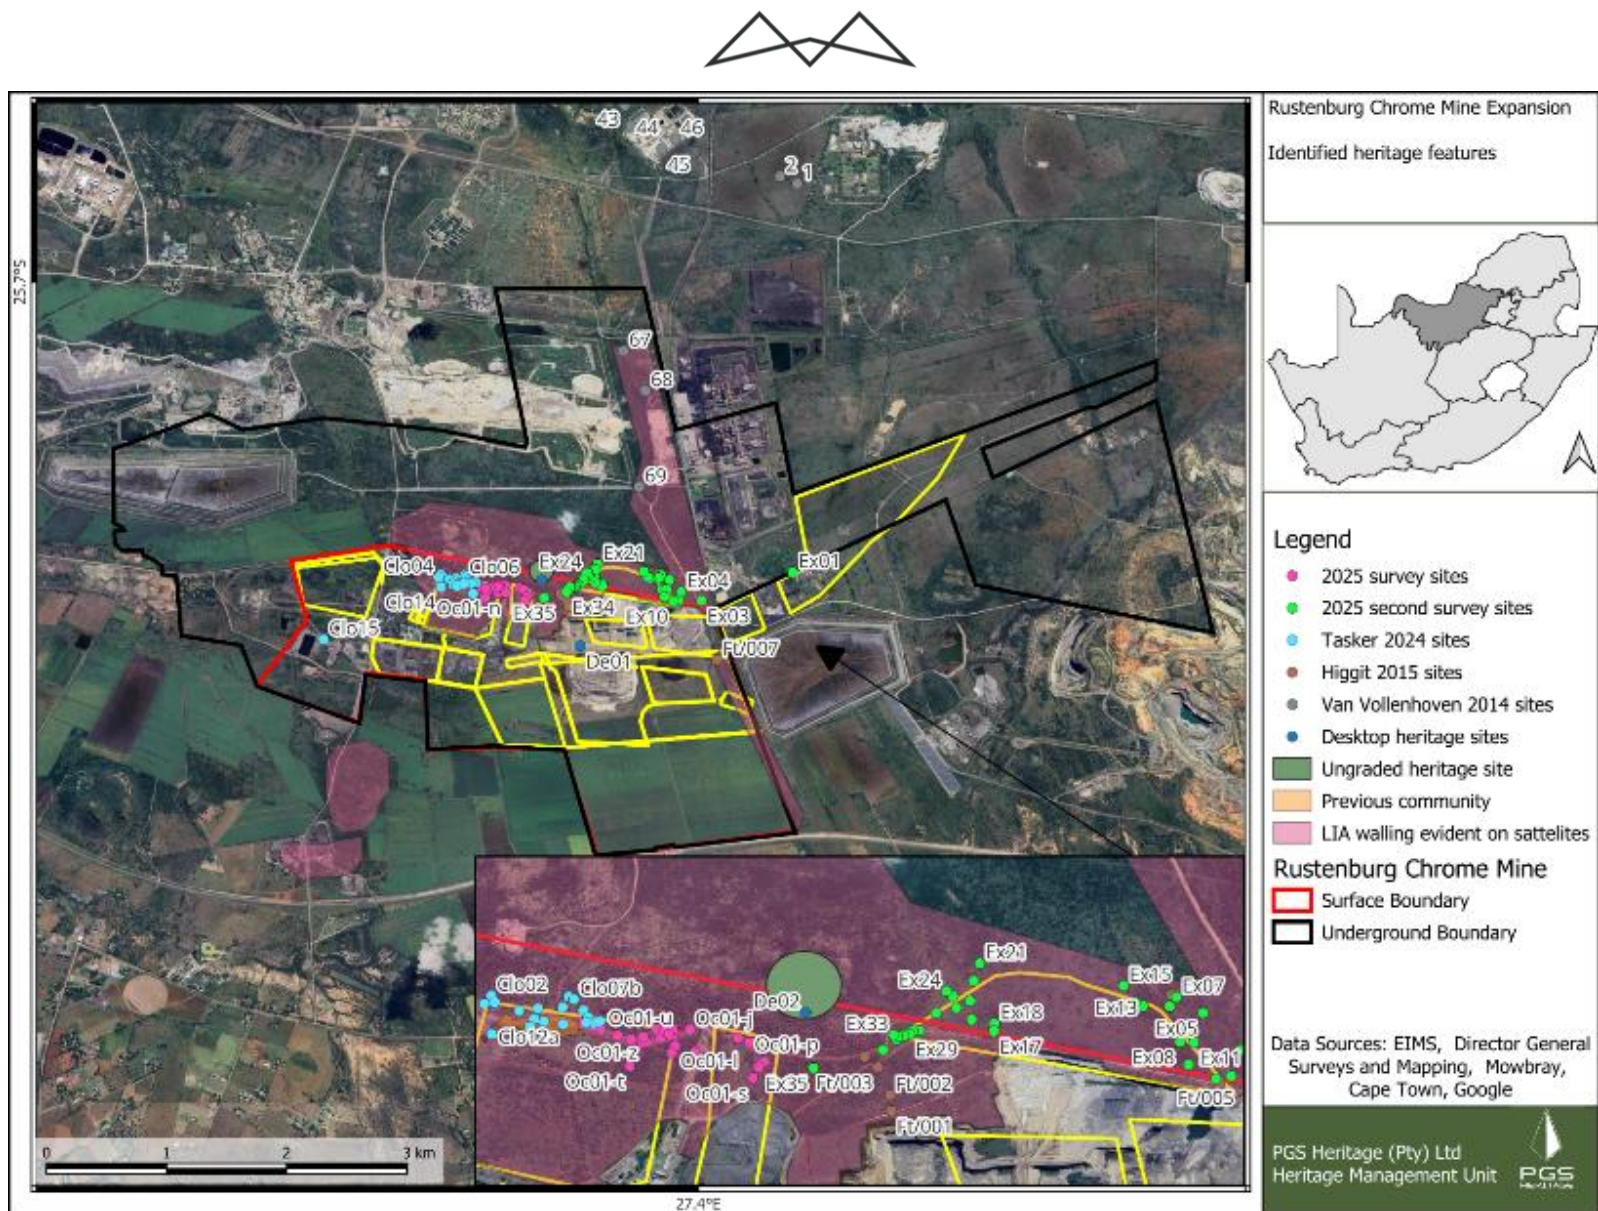 Rustenburg Chrome Mine Expansion
Identified heritage features
43
44
46
45
2
1
25.7°S
67
68
69
Clo04
Clo06
Ex24
Ex21
Ex01
Ex04
Clo14
Oc01-n
Ex35
Ex34
Ex10
Ex03
Clo15
De01
Ft/007
Legend
2025 survey sites
2025 second survey sites
Tasker 2024 sites
Higgit 2015 sites
Van Vollenhoven 2014 sites
Desktop heritage sites
Ungraded heritage site
Previous community
LIA walling evident on sattelites
Rustenburg Chrome Mine
Surface Boundary
Underground Boundary
Ex21
Clo02
Clo07b
Ex24
Ex15
Ex07
De02
Oc01-u
Oc01-j
Ex33
Ex18
Ex13
Ex05
Clo12a
Oc01-z
Oc01-l
Oc01-p
Ex29
Ex17
Ex08
Ex11
Oc01-t
Oc01-s
Ex35
Ft/003
Ft/002
Ft/005
Ft/001
Data Sources: EIMS, Director General
Surveys and Mapping, Mowbray,
Cape Town, Google
0 1 2 3 km
27.4°E
PGS Heritage (Pty) Ltd
Heritage Management Unit
PGS
HERITAGE